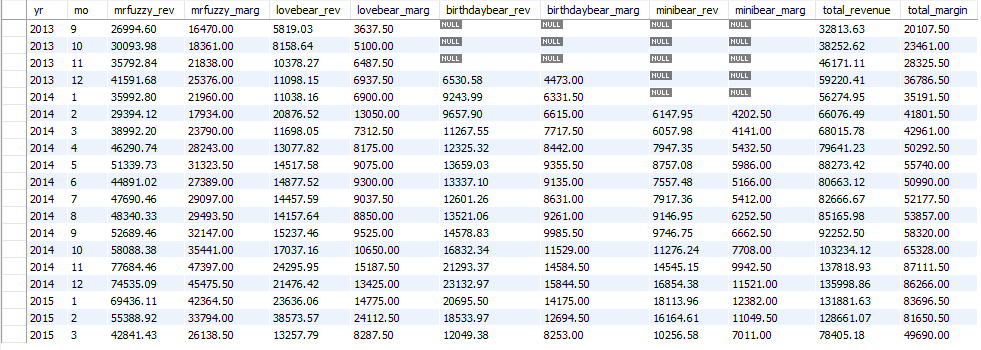 yr mo mrfuzzy_rev mrfuzzy_marg lovebear_rev lovebear_marg birthdaybear_rev birthdaybear_marg minibear_rev minibear_marg total_revenue total_margin
2013 9 26994.60 16470.00 5819.03 3637.50 NULL NULL NULL NULL 32813.63 20107.50
2013 10 30093.98 18361.00 8158.64 5100.00 NULL NULL NULL NULL 38252.62 23461.00
2013 11 35792.84 21838.00 10378.27 6487.50 NULL NULL NULL NULL 46171.11 28325.50
2013 12 41591.68 25376.00 11098.15 6937.50 6530.58 4473.00 NULL NULL 59220.41 36786.50
2014 1 35992.80 21960.00 11038.16 6900.00 9243.99 6331.50 NULL NULL 56274.95 35191.50
2014 2 29394.12 17934.00 20876.52 13050.00 9657.90 6615.00 6147.95 4202.50 66076.49 41801.50
2014 3 38992.20 23790.00 11698.05 7312.50 11267.55 7717.50 6057.98 4141.00 68015.78 42961.00
2014 4 46290.74 28243.00 13077.82 8175.00 12325.32 8442.00 7947.35 5432.50 79641.23 50292.50
2014 5 51339.73 31323.50 14517.58 9075.00 13659.03 9355.50 8757.08 5986.00 88273.42 55740.00
2014 6 44891.02 27389.00 14877.52 9300.00 13337.10 9135.00 7557.48 5166.00 80663.12 50990.00
2014 7 47690.46 29097.00 14457.59 9037.50 12601.26 8631.00 7917.36 5412.00 82666.67 52177.50
2014 8 48340.33 29493.50 14157.64 8850.00 13521.06 9261.00 9146.95 6252.50 85165.98 53857.00
2014 9 52689.46 32147.00 15237.46 9525.00 14578.83 9985.50 9746.75 6662.50 92252.50 58320.00
2014 10 58088.38 35441.00 17037.16 10650.00 16832.34 11529.00 11276.24 7708.00 103234.12 65328.00
2014 11 77684.46 47397.00 24295.95 15187.50 21293.37 14584.50 14545.15 9942.50 137818.93 87111.50
2014 12 74535.09 45475.50 21476.42 13425.00 23132.97 15844.50 16854.38 11521.00 135998.86 86266.00
2015 1 69436.11 42364.50 23636.06 14775.00 20695.50 14175.00 18113.96 12382.00 131881.63 83696.50
2015 2 55388.92 33794.00 38573.57 24112.50 18533.97 12694.50 16164.61 11049.50 128661.07 81650.50
2015 3 42841.43 26138.50 13257.79 8287.50 12049.38 8253.00 10256.58 7011.00 78405.18 49690.00